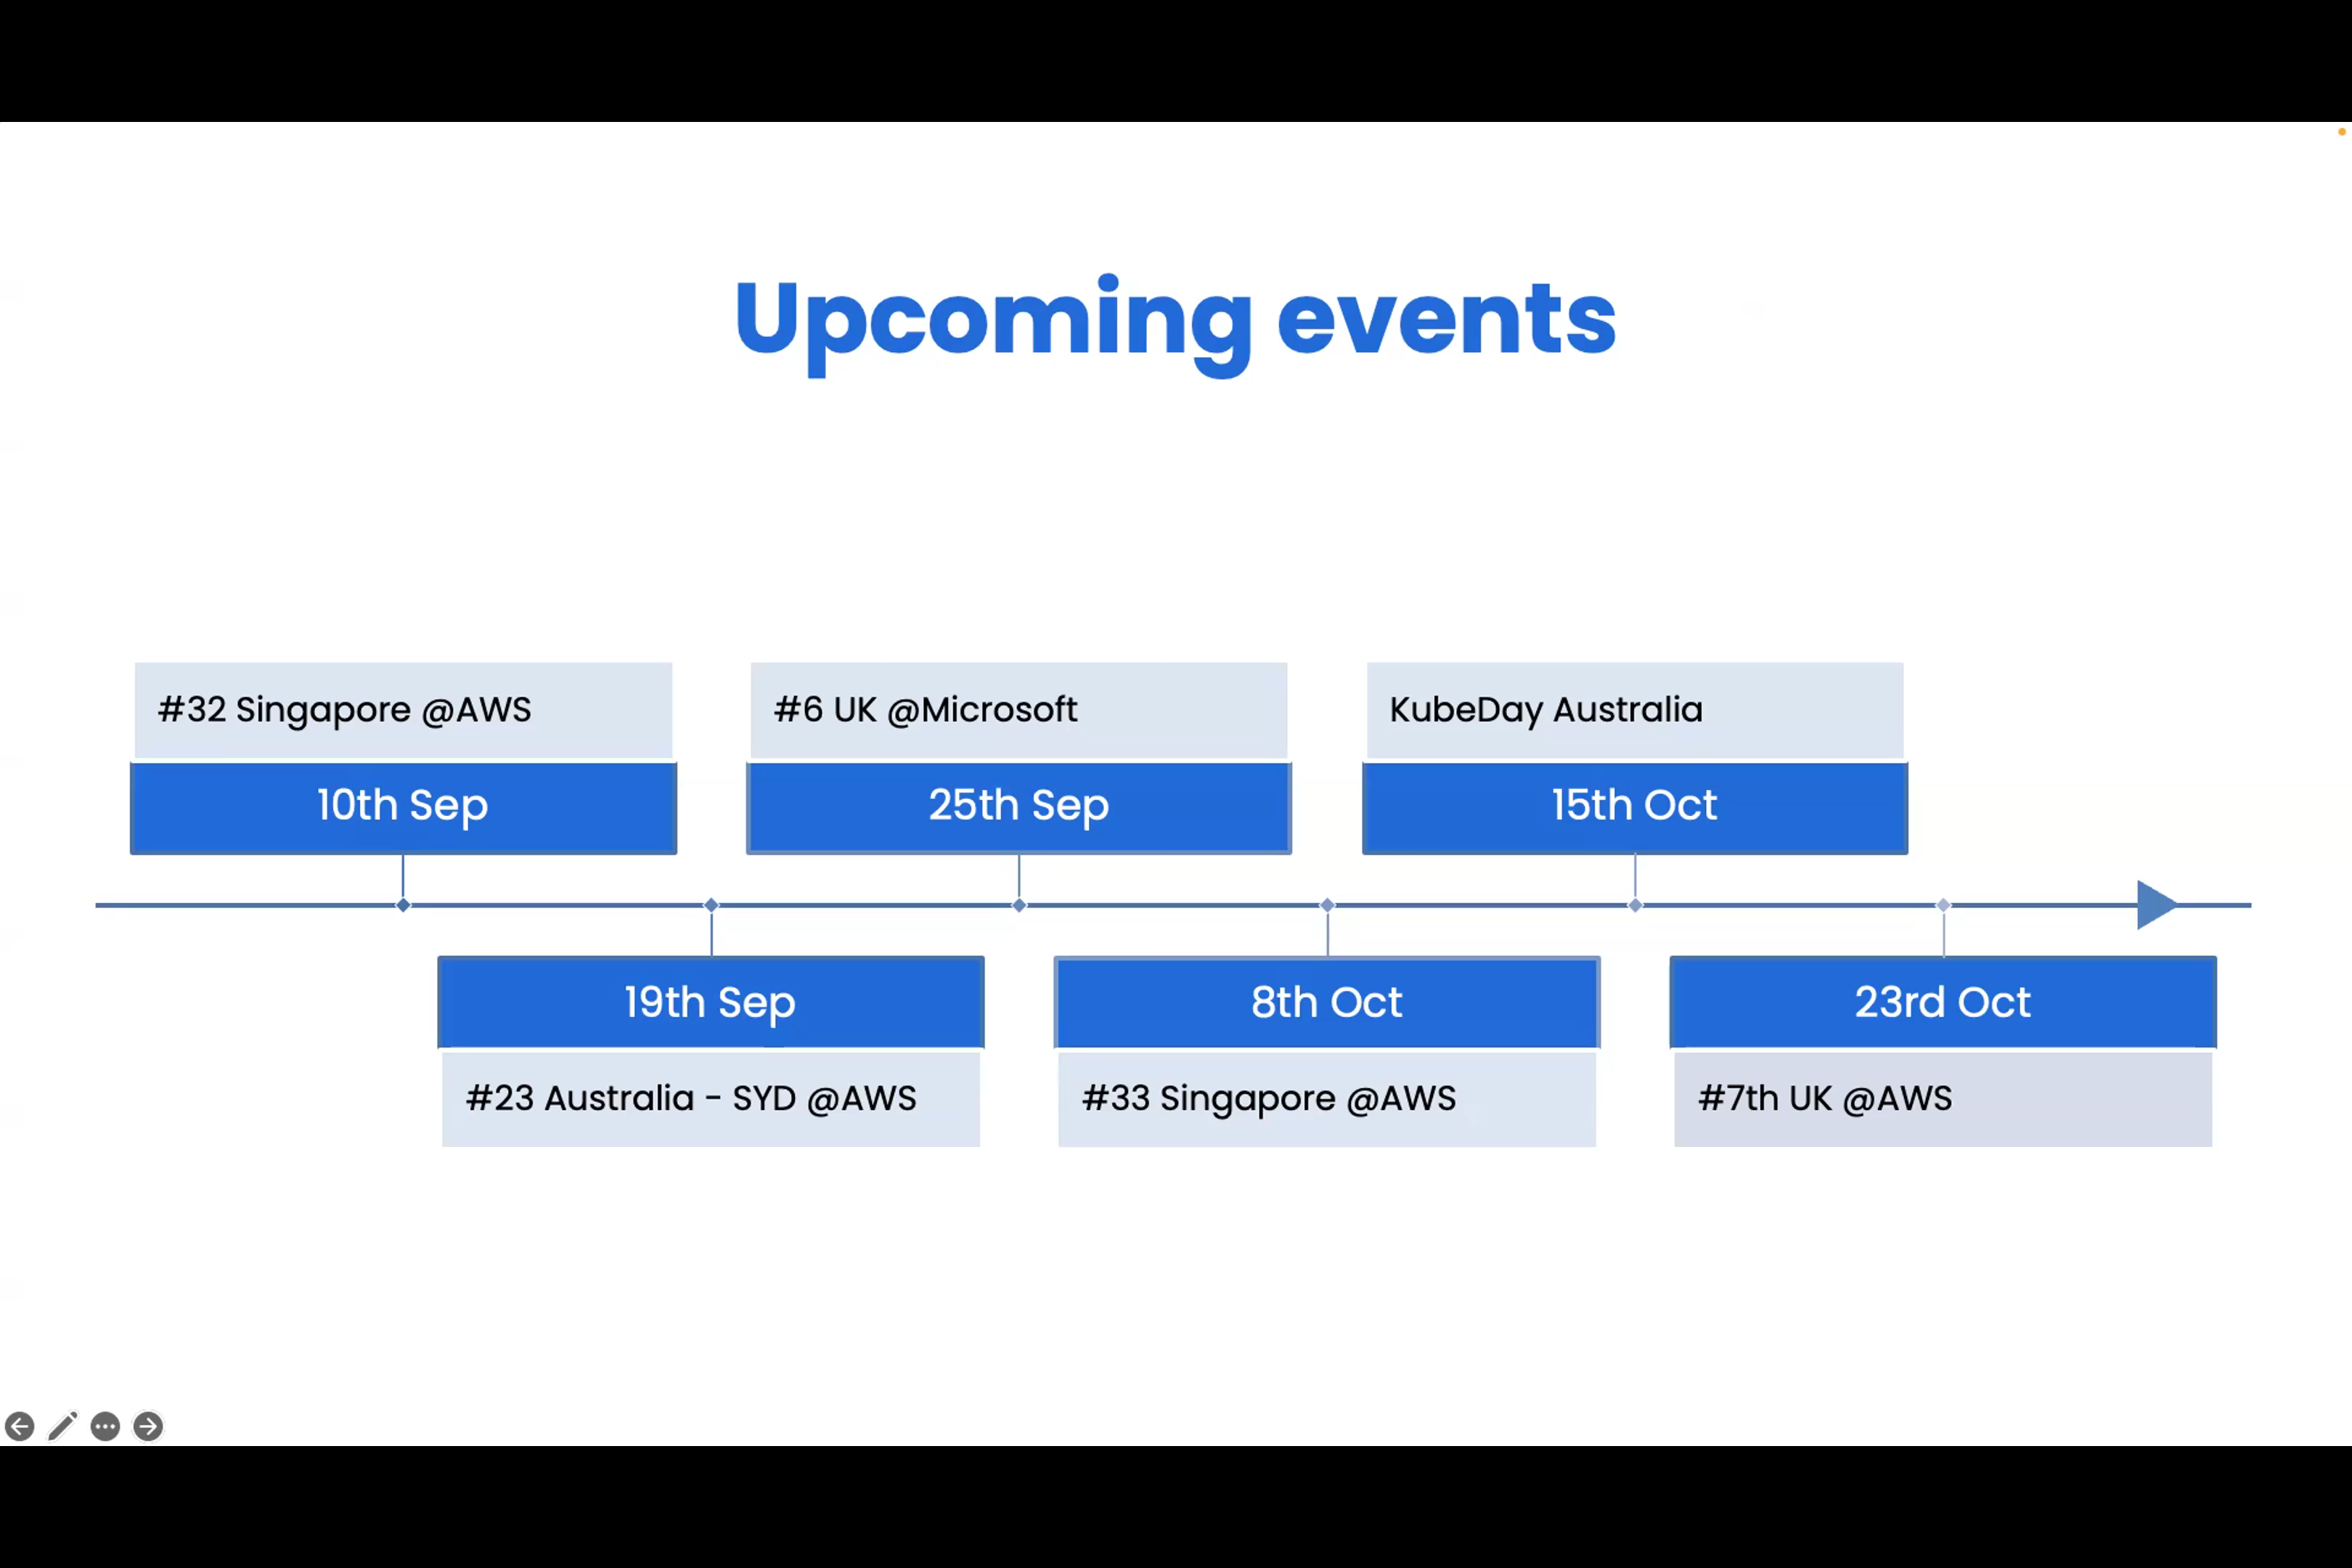 Upcoming events
#32 Singapore @AWS
10th Sep
#6 UK @Microsoft
25th Sep
KubeDay Australia
15th Oct
19th Sep
#23 Australia - SYD @AWS
8th Oct
#33 Singapore @AWS
23rd Oct
#7th UK @AWS